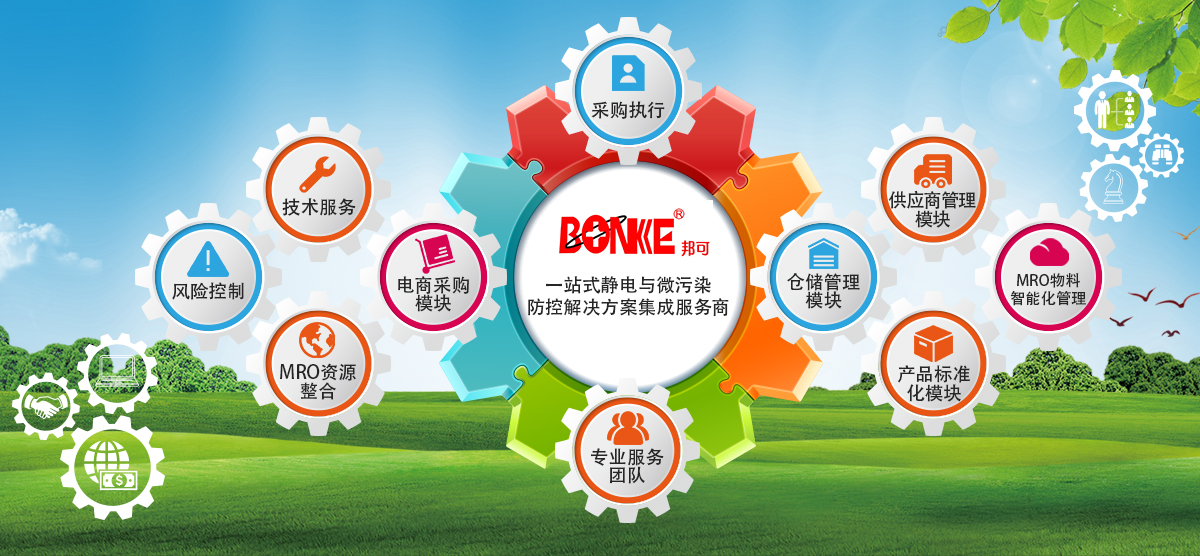 采购执行
技术服务
供应商管理
模块
BONKE®
邦可
风险控制
电商采购
模块
一站式静电与微污染
防控解决方案集成服务商
仓储管理
模块
MRO物料
智能化管理
MRO资源
整合
产品标准
化模块
专业服务
团队
$